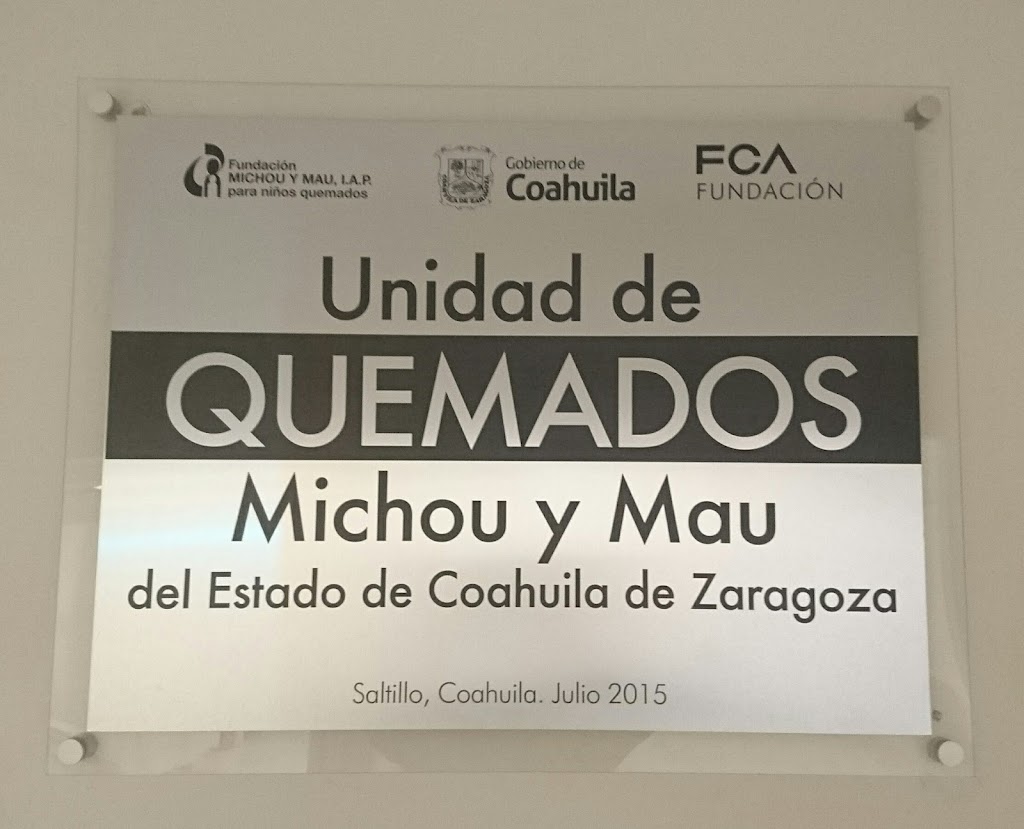 Fundación
MICHOU Y MAU, I.A.P.
para niños quemados
Gobierno de
Coahuila
FCA
FUNDACIÓN
Unidad de
QUEMADOS
Michou y Mau
del Estado de Coahuila de Zaragoza
Saltillo, Coahuila. Julio 2015